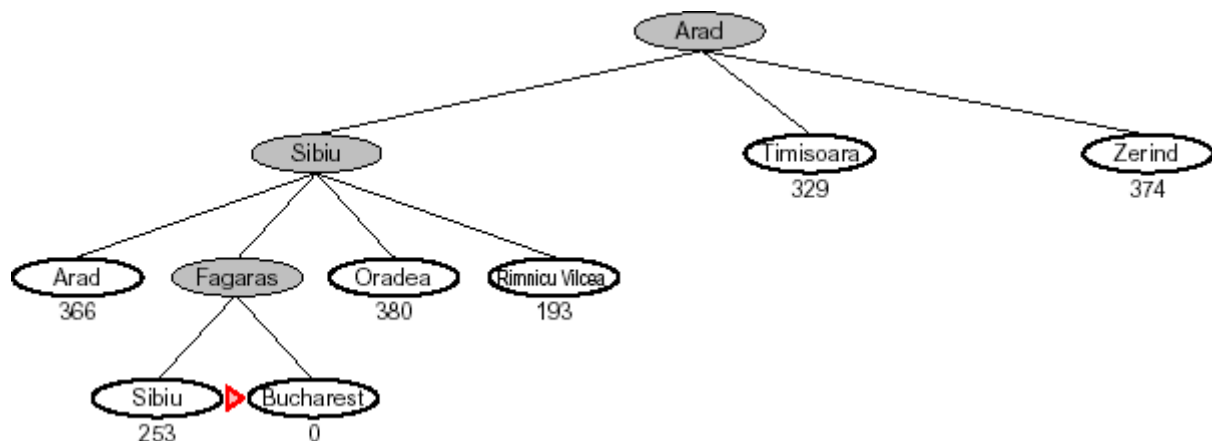 Arad
Sibiu
Timisoara
Zerind
329
374
Arad
Fagaras
Oradea
Rimnicu Vilcea
366
380
193
Sibiu
Bucharest
253
0